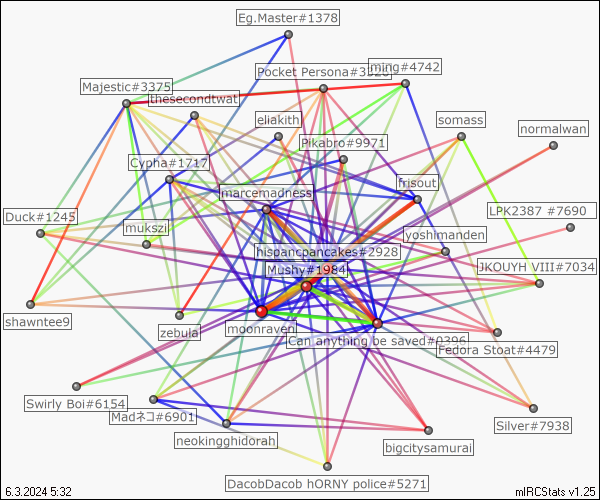 Eg.Master#1378
Pocket Persona#3520
ming#4742
Majestic#3375
thesecondtwat
eliakith
somass
normalwan
Pikabro#9971
Cypha#1717
frisout
marcemadness
LPK2387 #7690
Duck#1245
mukszii
yoshimanden
hispancpancakes#2928
Mushy#1984
JKOUYH VIII#7034
shawntee9
zebula
moonraven
Can anything be saved#0396
Fedora Stoat#4479
Swirly Boi#6154
Madネコ#6901
Silver#7938
neokingghidorah
bigcitysamurai
DacobDacob hORNY police#5271
6.3.2024 5:32
mIRCStats v1.25